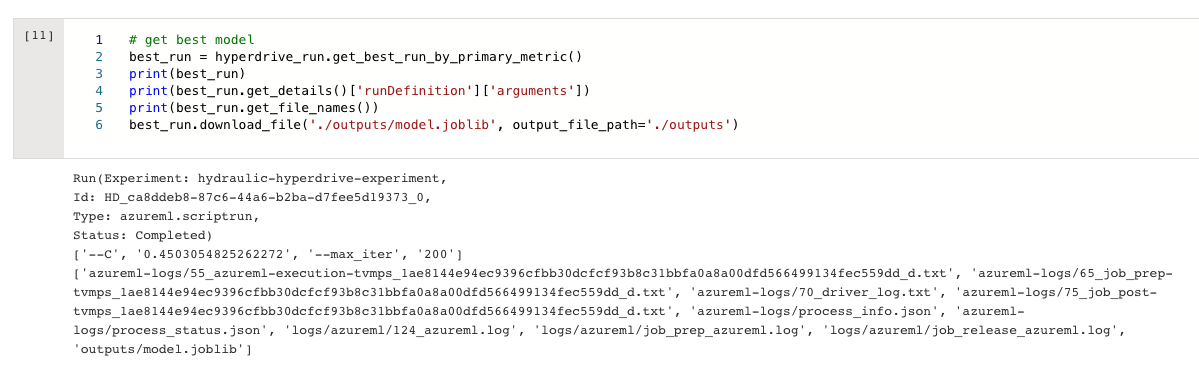 [11]
1 # get best model
2 best_run = hyperdrive_run.get_best_run_by_primary_metric()
3 print(best_run)
4 print(best_run.get_details()['runDefinition']['arguments'])
5 print(best_run.get_file_names())
6 best_run.download_file('./outputs/model.joblib', output_file_path='./outputs')
Run(Experiment: hydraulic-hyperdrive-experiment,
Id: HD_ca8ddeb8-87c6-44a6-b2ba-d7fee5d19373_0,
Type: azureml.scriptrun,
Status: Completed)
['--C', '0.4503054825262272', '--max_iter', '200']
['azureml-logs/55_azureml-execution-tvmps_1ae8144e94ec9396cfbb30dcfcf93b8c31bbfa0a8a00dfd566499134fec559dd_d.txt', 'azureml-logs/65_job_prep-
tvmps_1ae8144e94ec9396cfbb30dcfcf93b8c31bbfa0a8a00dfd566499134fec559dd_d.txt', 'azureml-logs/70_driver_log.txt', 'azureml-logs/75_job_post-
tvmps_1ae8144e94ec9396cfbb30dcfcf93b8c31bbfa0a8a00dfd566499134fec559dd_d.txt', 'azureml-logs/process_info.json', 'azureml-
logs/process_status.json', 'logs/azureml/124_azureml.log', 'logs/azureml/job_prep_azureml.log', 'logs/azureml/job_release_azureml.log',
'outputs/model.joblib']